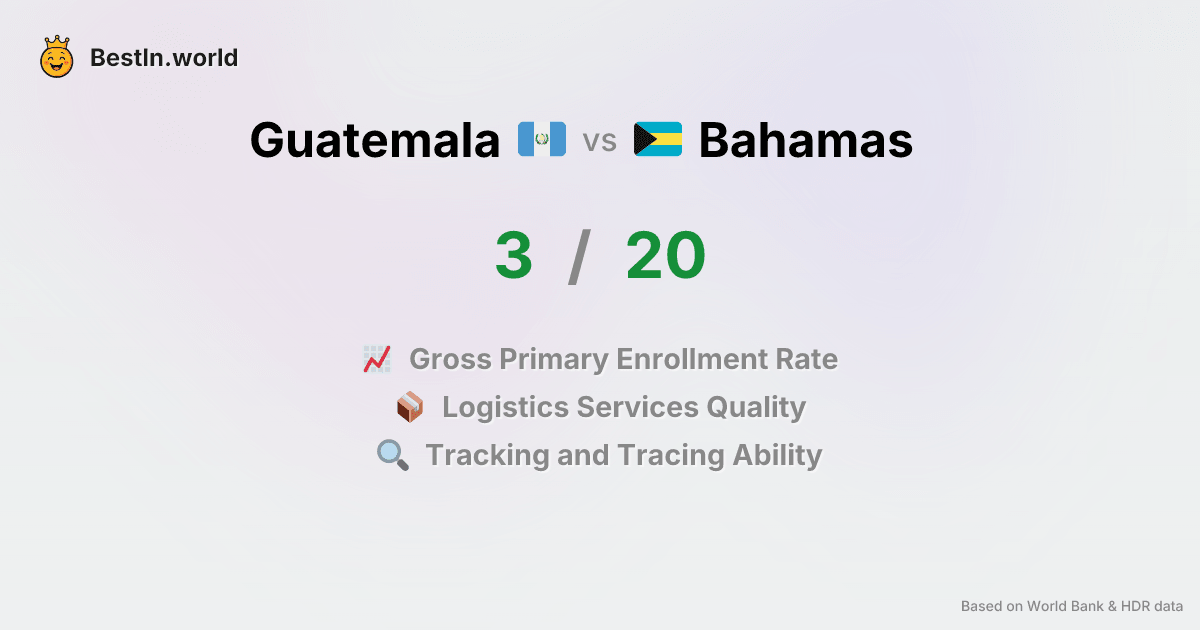 BestIn.world
Guatemala vs Bahamas
3 / 20
Gross Primary Enrollment Rate
Logistics Services Quality
Tracking and Tracing Ability
Based on World Bank & HDR data